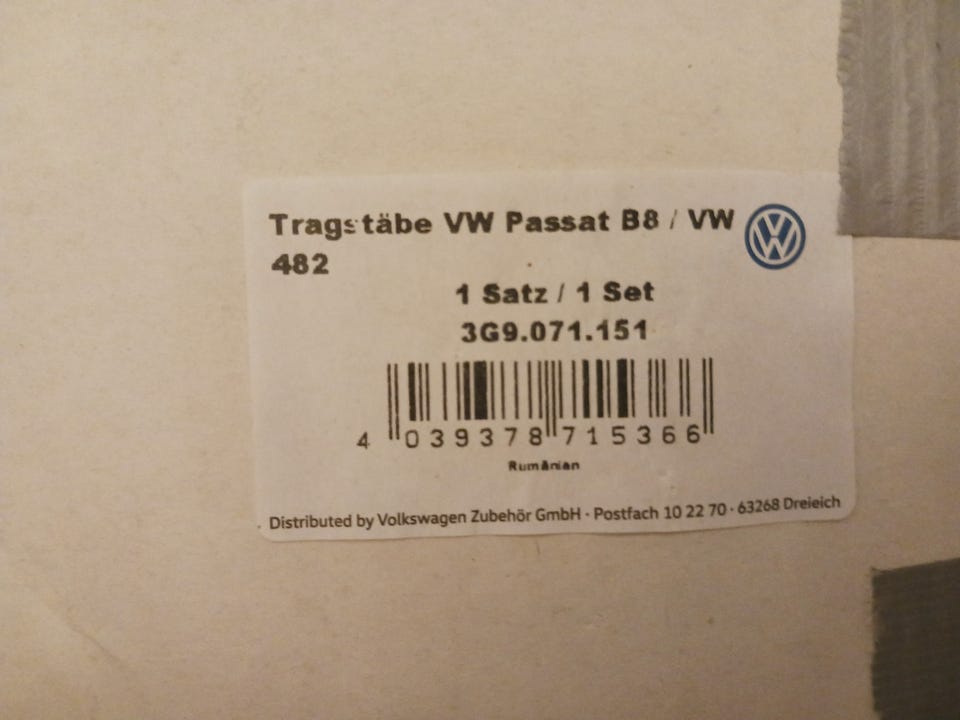 Tragstäbe VW Passat B8 / VW
482
1 Satz / 1 Set
3G9.071.151
4 039378 715366
Rumänian
Distributed by Volkswagen Zubehör GmbH · Postfach 10 22 70 · 63268 Dreieich